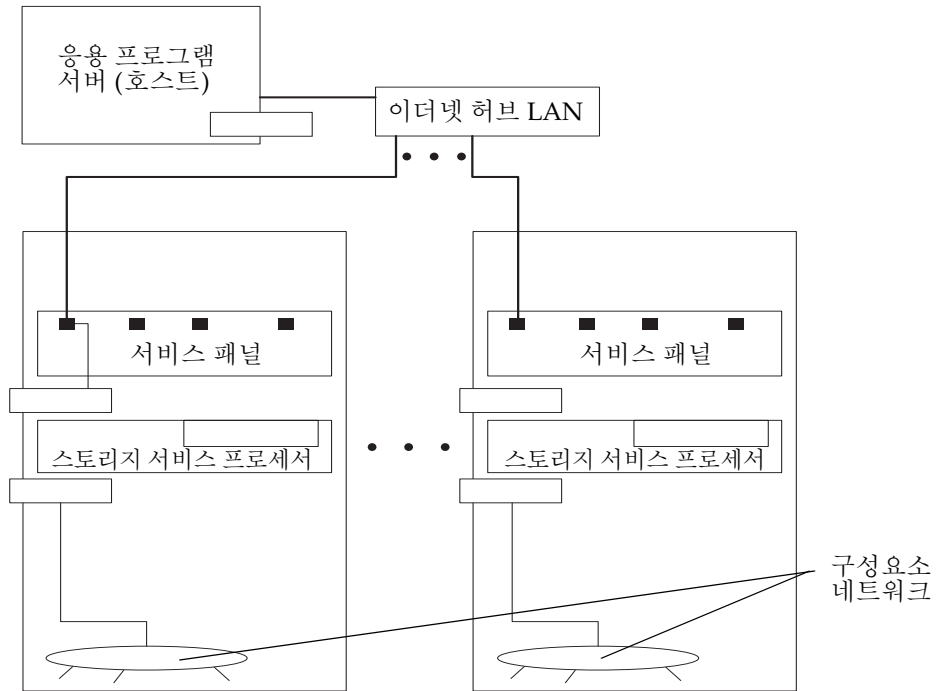 응용 프로그램
서버 (호스트)
이더넷 허브 LAN
서비스 패널
서비스 패널
스토리지 서비스 프로세서
스토리지 서비스 프로세서
구성요소
네트워크